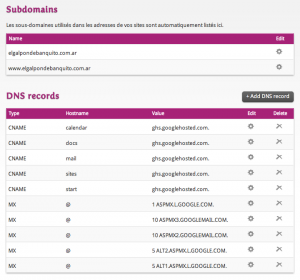 Subdomains
Les sous-domaines utilisés dans les adresses de vos sites sont automatiquement listés ici.
Name Edit
elgalpondebanquito.com.ar
www.elgalpondebanquito.com.ar
DNS records
+ Add DNS record
Type Hostname Value Edit Delete
CNAME calendar ghs.googlehosted.com.
CNAME docs ghs.googlehosted.com.
CNAME mail ghs.googlehosted.com.
CNAME sites ghs.googlehosted.com.
CNAME start ghs.googlehosted.com.
MX @ 1 ASPMX.L.GOOGLE.COM.
MX @ 10 ASPMX3.GOOGLEMAIL.COM.
MX @ 10 ASPMX2.GOOGLEMAIL.COM.
MX @ 5 ALT2.ASPMX.L.GOOGLE.COM.
MX @ 5 ALT1.ASPMX.L.GOOGLE.COM.